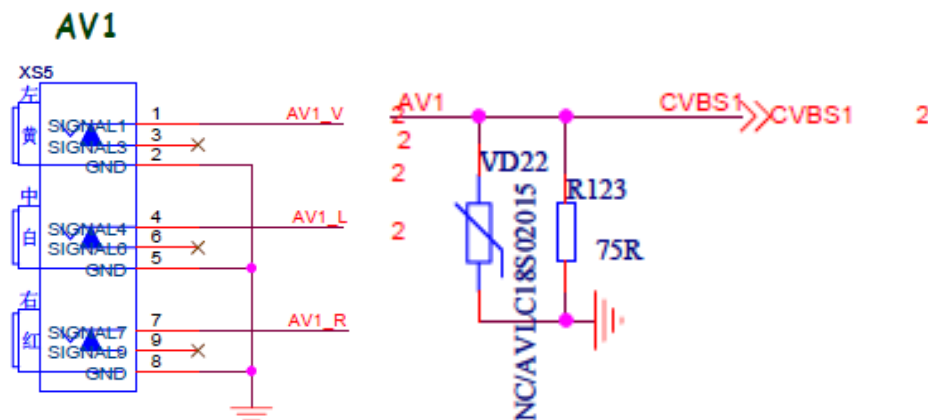 AV1
XS5
左
黄
SIGNAL1
1
AV1_V
SIGNAL3
3
GND
2
中
白
SIGNAL4
4
AV1_L
SIGNAL6
6
GND
5
右
红
SIGNAL7
7
AV1_R
SIGNAL9
9
GND
8
2
AV1
CVBS1
CVBS1
2
2
2
2
VD22
NC/AVLC18S02015
R123
75R